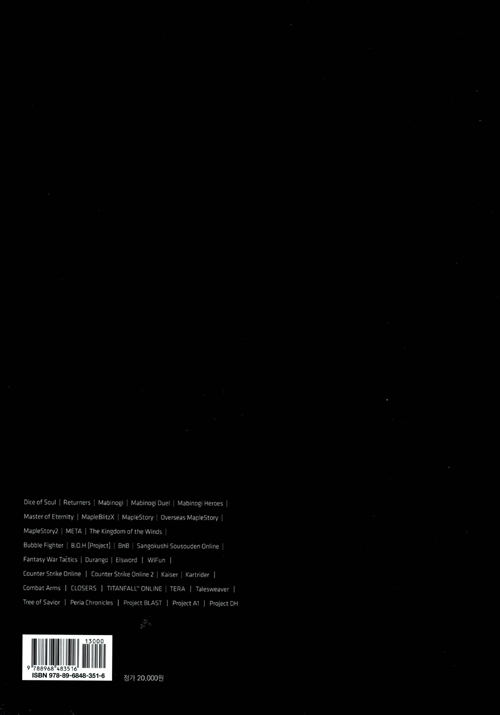 Dice of Soul | Returners | Mabinogi | Mabinogi Duel | Mabinogi Heroes |
Master of Eternity | MapleBlitzX | MapleStory | Overseas MapleStory |
MapleStory2 | META | The Kingdom of the Winds |
Bubble Fighter | B.O.H [Project] | BnB | Sangokushi Sousouden Online |
Fantasy War Tactics | Durango | Elsword | WIFun |
Counter Strike Online | Counter Strike Online 2 | Kaiser | Kartrider |
Combat Arms | CLOSERS | TITANFALL™ ONLINE | TERA | Talesweaver |
Tree of Savior | Peria Chronicles | Project BLAST | Project A1 | Project DH
13000
9 788968 483516
ISBN 978-89-6848-351-6
정가 20,000원